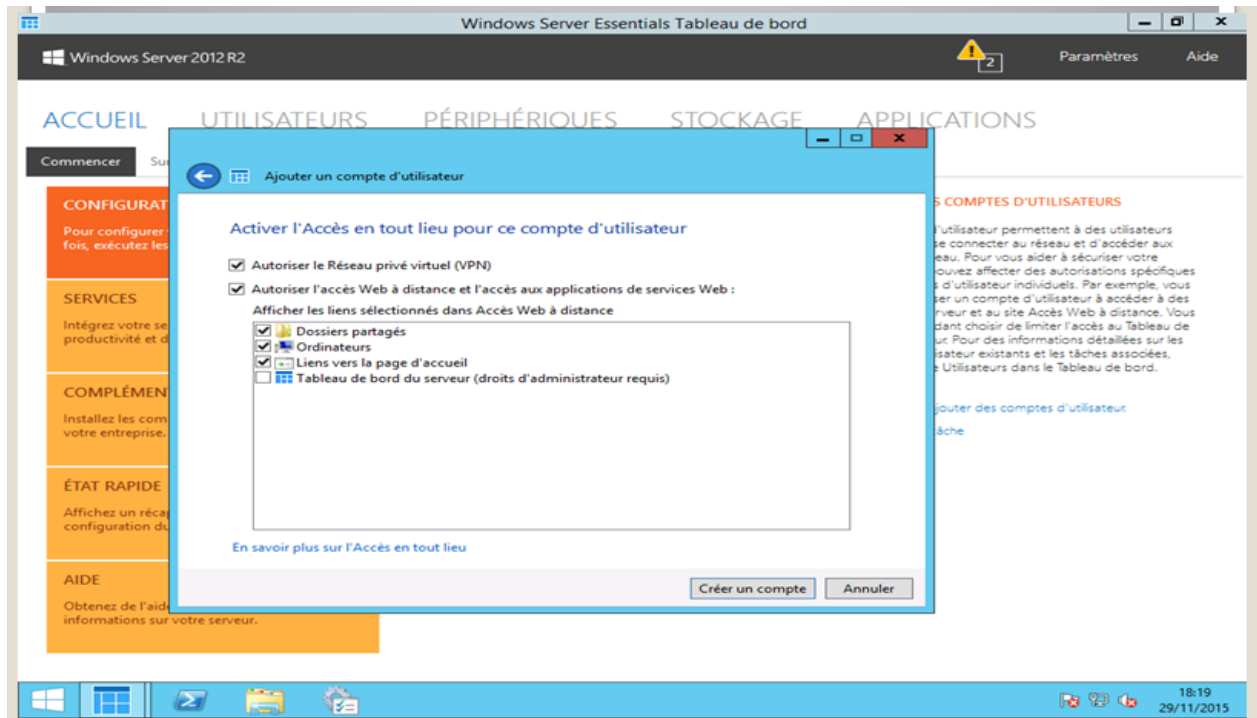 Windows Server Essentials Tableau de bord
Windows Server 2012 R2
2
Paramètres
Aide
ACCUEIL
UTILISATEURS
PÉRIPHÉRIQUES
STOCKAGE
APPLICATIONS
Commencer
Ajouter un compte d'utilisateur
Activer l'Accès en tout lieu pour ce compte d'utilisateur
Autoriser le Réseau privé virtuel (VPN)
Autoriser l'accès Web à distance et l'accès aux applications de services Web :
Afficher les liens sélectionnés dans Accès Web à distance
Dossiers partagés
Ordinateurs
Liens vers la page d'accueil
Tableau de bord du serveur (droits d'administrateur requis)
En savoir plus sur l'Accès en tout lieu
Créer un compte
Annuler
CONFIGURAT
Pour configurer
fois, exécutez les
SERVICES
Intégrez votre se
productivité et d
COMPLÉMEN
Installez les com
votre entreprise.
ÉTAT RAPIDE
Affichez un réca
configuration du
AIDE
Obtenez de l'aid
informations sur votre serveur.
S COMPTES D'UTILISATEURS
'utilisateur permettent à des utilisateurs
se connecter au réseau et d'accéder aux
eau. Pour vous aider à sécuriser votre
ouvez affecter des autorisations spécifiques
s d'utilisateur individuels. Par exemple, vous
ser un compte d'utilisateur à accéder à des
rveur et au site Accès Web à distance. Vous
dant choisir de limiter l'accès au Tableau de
ur. Pour des informations détaillées sur les
isateur existants et les tâches associées,
e Utilisateurs dans le Tableau de bord.
jouter des comptes d'utilisateur.
tâche
18:19
29/11/2015